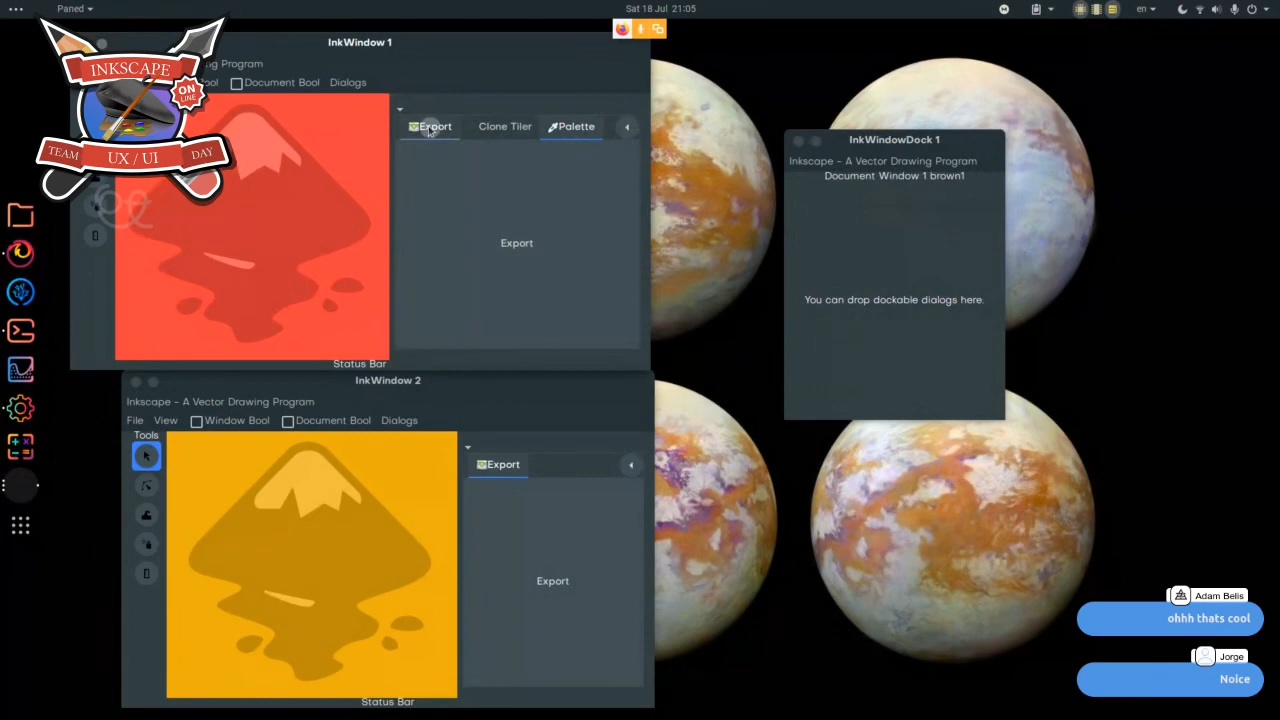 Paned
Sat 18 Jul 21:05
en
InkWindow 1
ng Program
ool Document Bool Dialogs
Export Clone Tiler Palette
Export
Status Bar
INKSCAPE
ON
LINE
TEAM UX / UI DAY
InkWindow 2
Inkscape - A Vector Drawing Program
File View Window Bool Document Bool Dialogs
Tools
Export
Export
Status Bar
InkWindowDock 1
Inkscape - A Vector Drawing Program
Document Window 1 brown1
You can drop dockable dialogs here.
Adam Belis
ohhh thats cool
Jorge
Noice